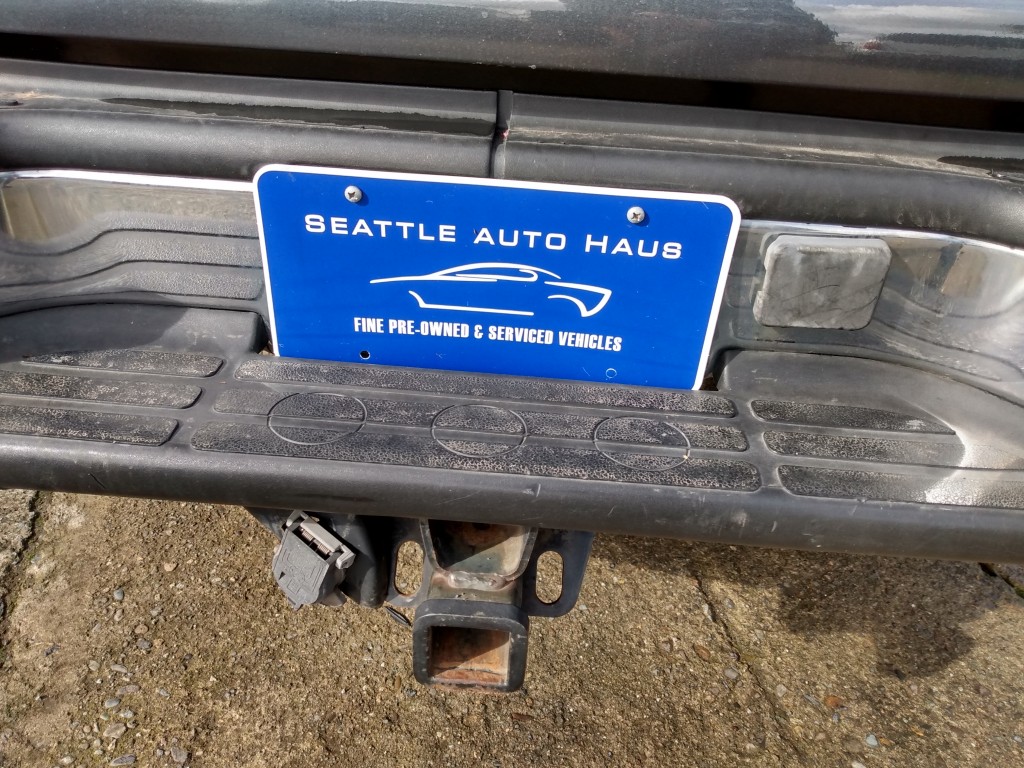 SEATTLE AUTO HAUS
FINE PRE-OWNED & SERVICED VEHICLES